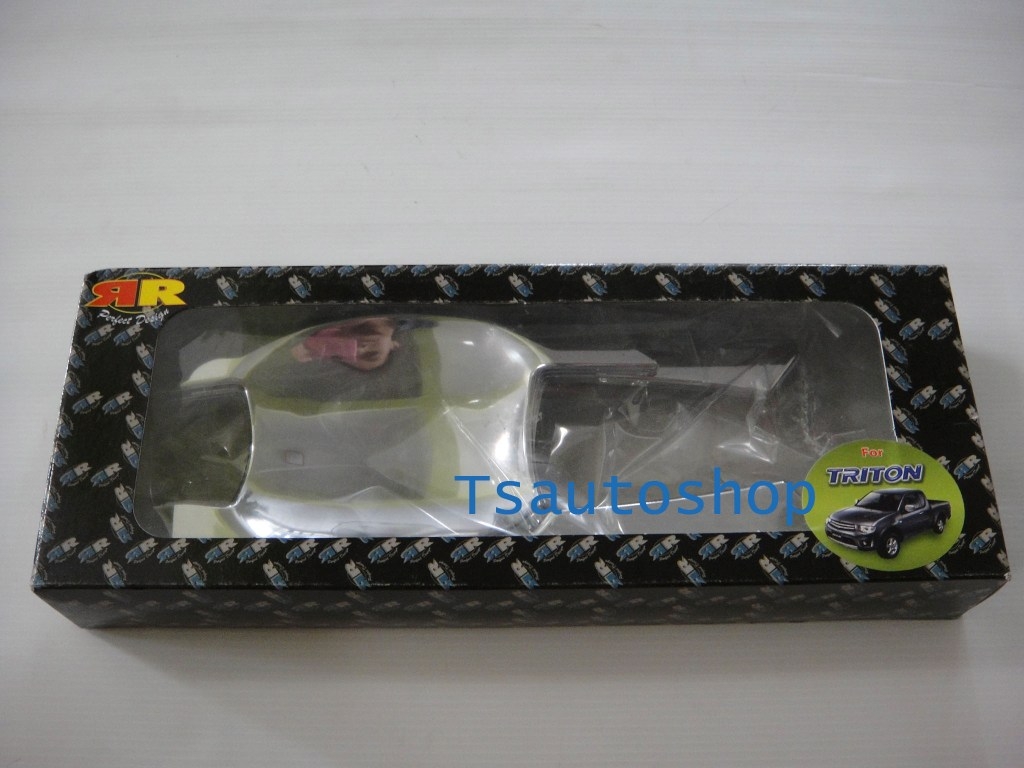 RR
Perfect Design
For
TRITON
Tsautoshop